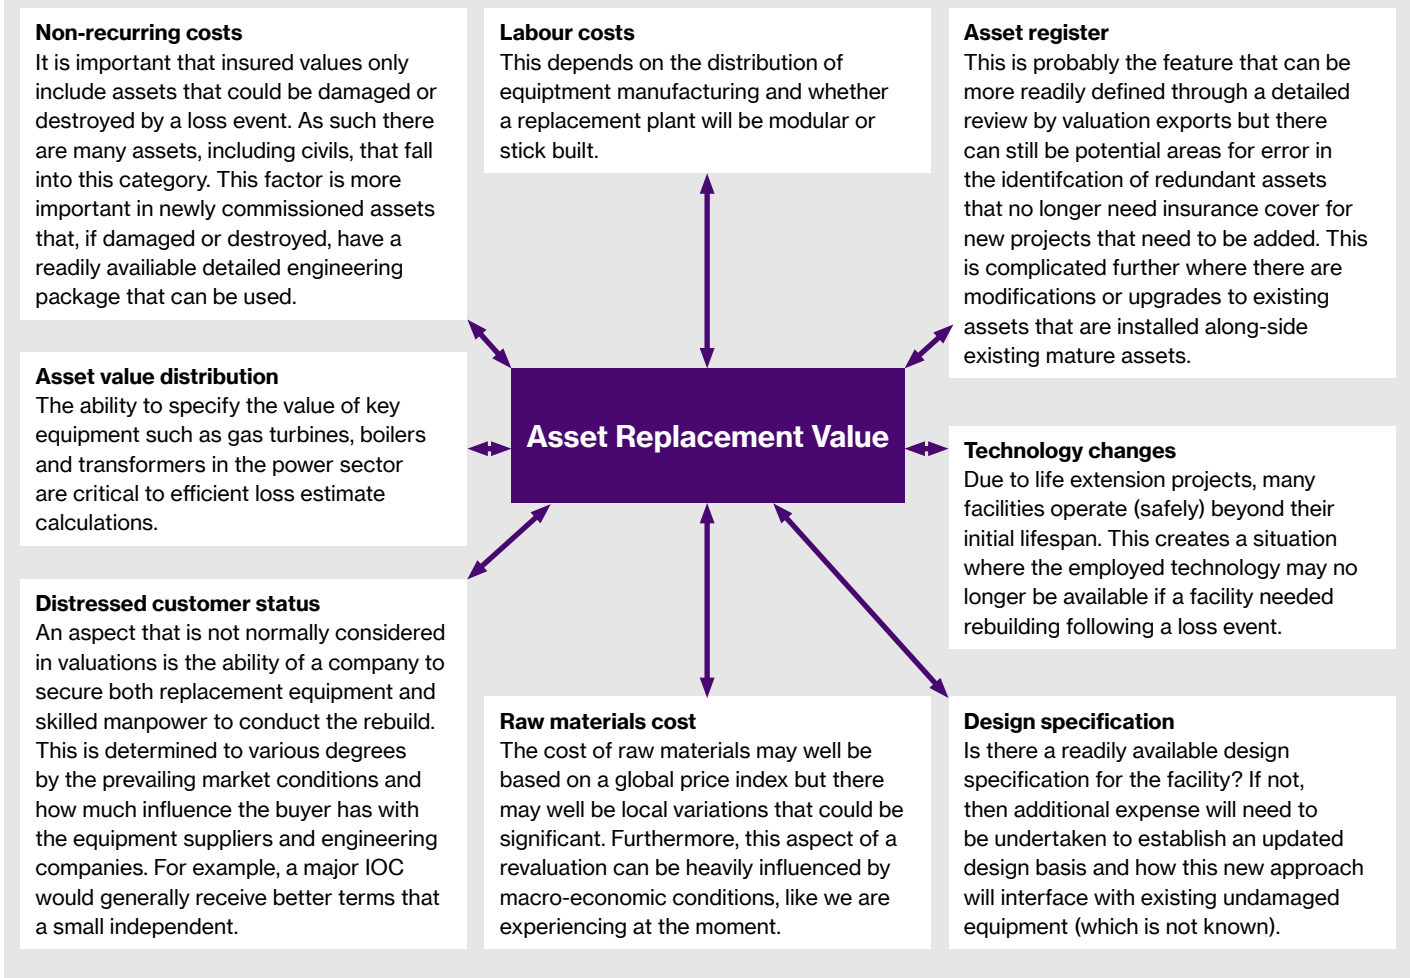 Non-recurring costs
It is important that insured values only
include assets that could be damaged or
destroyed by a loss event. As such there
are many assets, including civils, that fall
into this category. This factor is more
important in newly commissioned assets
that, if damaged or destroyed, have a
readily availiable detailed engineering
package that can be used.
Labour costs
This depends on the distribution of
equiptment manufacturing and whether
a replacement plant will be modular or
stick built.
Asset register
This is probably the feature that can be
more readily defined through a detailed
review by valuation exports but there
can still be potential areas for error in
the identifcation of redundant assets
that no longer need insurance cover for
new projects that need to be added. This
is complicated further where there are
modifications or upgrades to existing
assets that are installed along-side
existing mature assets.
Asset value distribution
The ability to specify the value of key
equipment such as gas turbines, boilers
and transformers in the power sector
are critical to efficient loss estimate
calculations.
Asset Replacement Value
Technology changes
Due to life extension projects, many
facilities operate (safely) beyond their
initial lifespan. This creates a situation
where the employed technology may no
longer be available if a facility needed
rebuilding following a loss event.
Distressed customer status
An aspect that is not normally considered
in valuations is the ability of a company to
secure both replacement equipment and
skilled manpower to conduct the rebuild.
This is determined to various degrees
by the prevailing market conditions and
how much influence the buyer has with
the equipment suppliers and engineering
companies. For example, a major IOC
would generally receive better terms that
a small independent.
Raw materials cost
The cost of raw materials may well be
based on a global price index but there
may well be local variations that could be
significant. Furthermore, this aspect of a
revaluation can be heavily influenced by
macro-economic conditions, like we are
experiencing at the moment.
Design specification
Is there a readily available design
specification for the facility? If not,
then additional expense will need to
be undertaken to establish an updated
design basis and how this new approach
will interface with existing undamaged
equipment (which is not known).